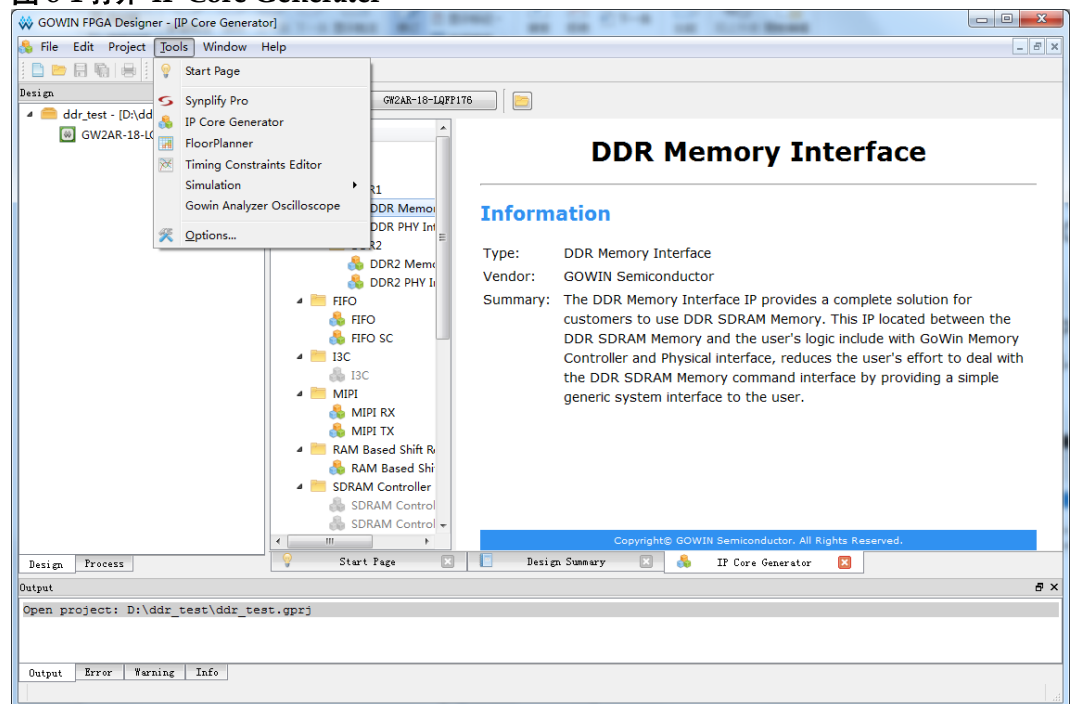 GOWIN FPGA Designer - [IP Core Generator]
File Edit Project Tools Window Help
Start Page
Synplify Pro
IP Core Generator
FloorPlanner
Timing Constraints Editor
Simulation
Gowin Analyzer Oscilloscope
Options...
Design
ddr_test - [D:\dd
GW2AR-18-L
GW2AR-18-LQFP176
R1
DDR Memo
DDR PHY Int
DDR2
DDR2 Memo
DDR2 PHY I
FIFO
FIFO
FIFO SC
I3C
I3C
MIPI
MIPI RX
MIPI TX
RAM Based Shift R
RAM Based Shi
SDRAM Controller
SDRAM Control
SDRAM Control
DDR Memory Interface
Information
Type: DDR Memory Interface
Vendor: GOWIN Semiconductor
Summary: The DDR Memory Interface IP provides a complete solution for
customers to use DDR SDRAM Memory. This IP located between the
DDR SDRAM Memory and the user's logic include with GoWin Memory
Controller and Physical interface, reduces the user's effort to deal with
the DDR SDRAM Memory command interface by providing a simple
generic system interface to the user.
Copyright© GOWIN Semiconductor. All Rights Reserved.
Design Process
Start Page Design Summary IP Core Generator
Output
Open project: D:\ddr_test\ddr_test.gprj
Output Error Warning Info